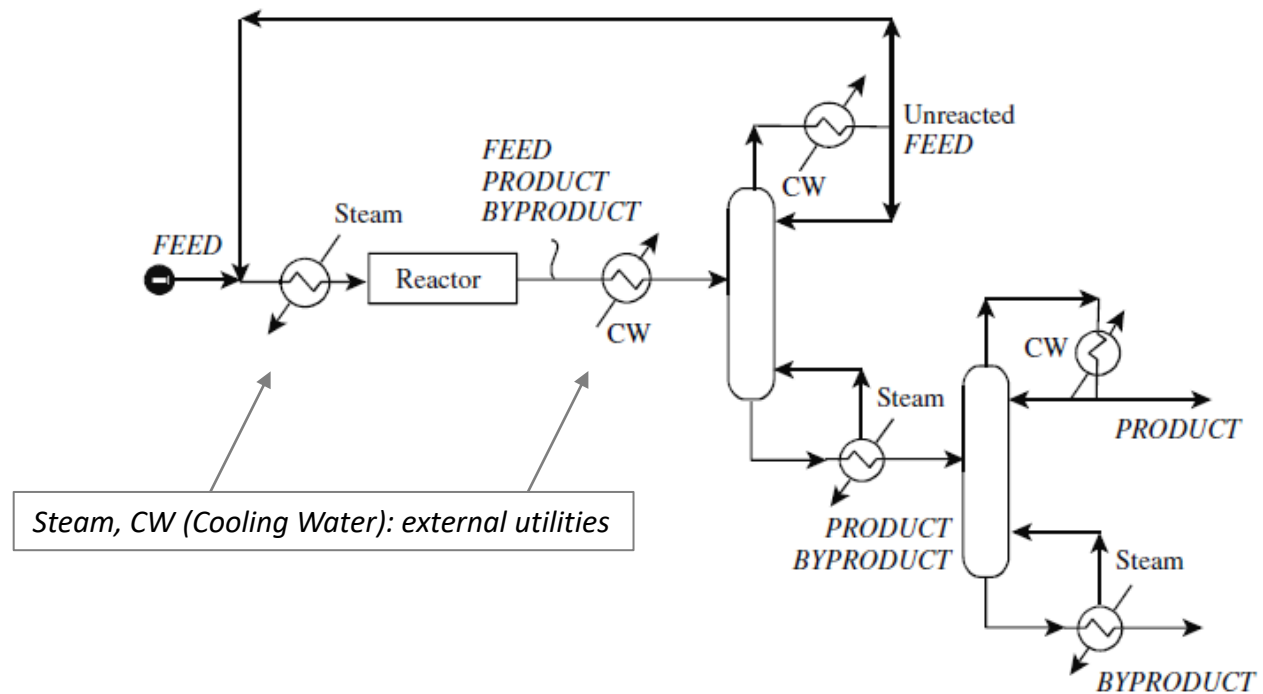 Unreacted
FEED
CW
FEED
PRODUCT
BYPRODUCT
Steam
FEED
Reactor
CW
CW
Steam
PRODUCT
Steam, CW (Cooling Water): external utilities
PRODUCT
BYPRODUCT
Steam
BYPRODUCT